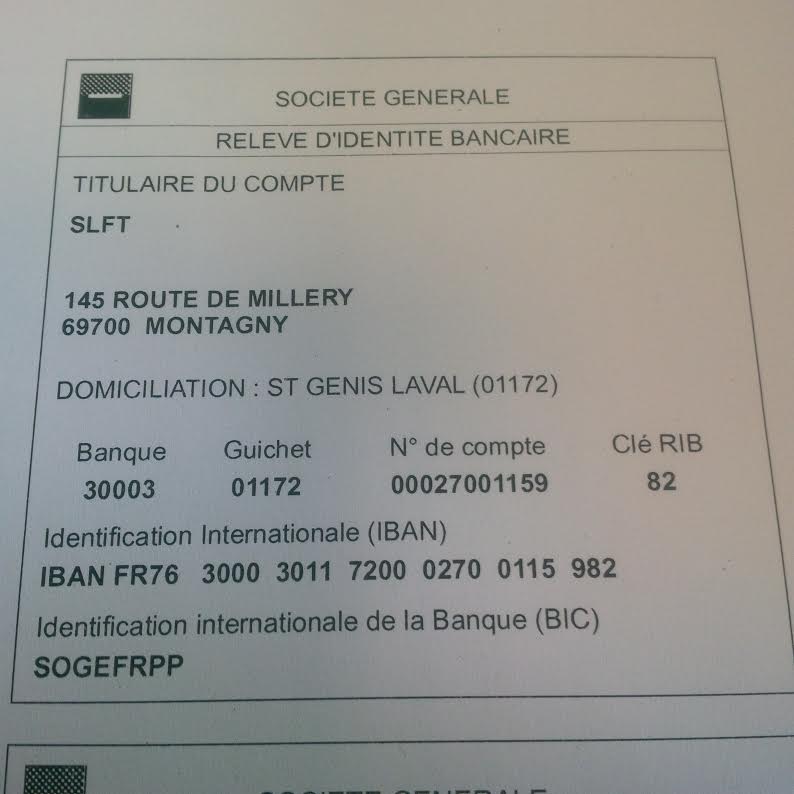 SOCIETE GENERALE
RELEVE D'IDENTITE BANCAIRE
TITULAIRE DU COMPTE
SLFT
145 ROUTE DE MILLERY
69700 MONTAGNY
DOMICILIATION : ST GENIS LAVAL (01172)
Banque Guichet N° de compte Clé RIB
30003 01172 00027001159 82
Identification Internationale (IBAN)
IBAN FR76 3000 3011 7200 0270 0115 982
Identification internationale de la Banque (BIC)
SOGEFRPP
SOCIETE GENERALE